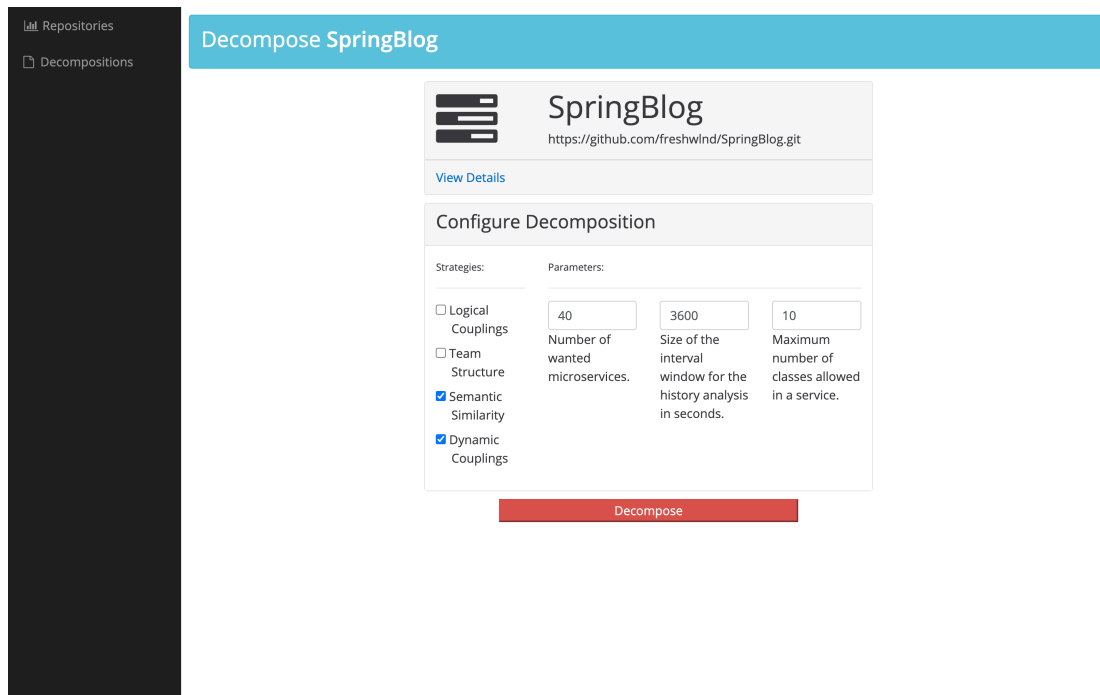 Repositories
Decompositions
Decompose SpringBlog
SpringBlog
https://github.com/freshwlnd/SpringBlog.git
View Details
Configure Decomposition
Strategies:
Logical
Couplings
Team
Structure
Semantic
Similarity
Dynamic
Couplings
Parameters:
40
Number of
wanted
microservices.
3600
Size of the
interval
window for the
history analysis
in seconds.
10
Maximum
number of
classes allowed
in a service.
Decompose